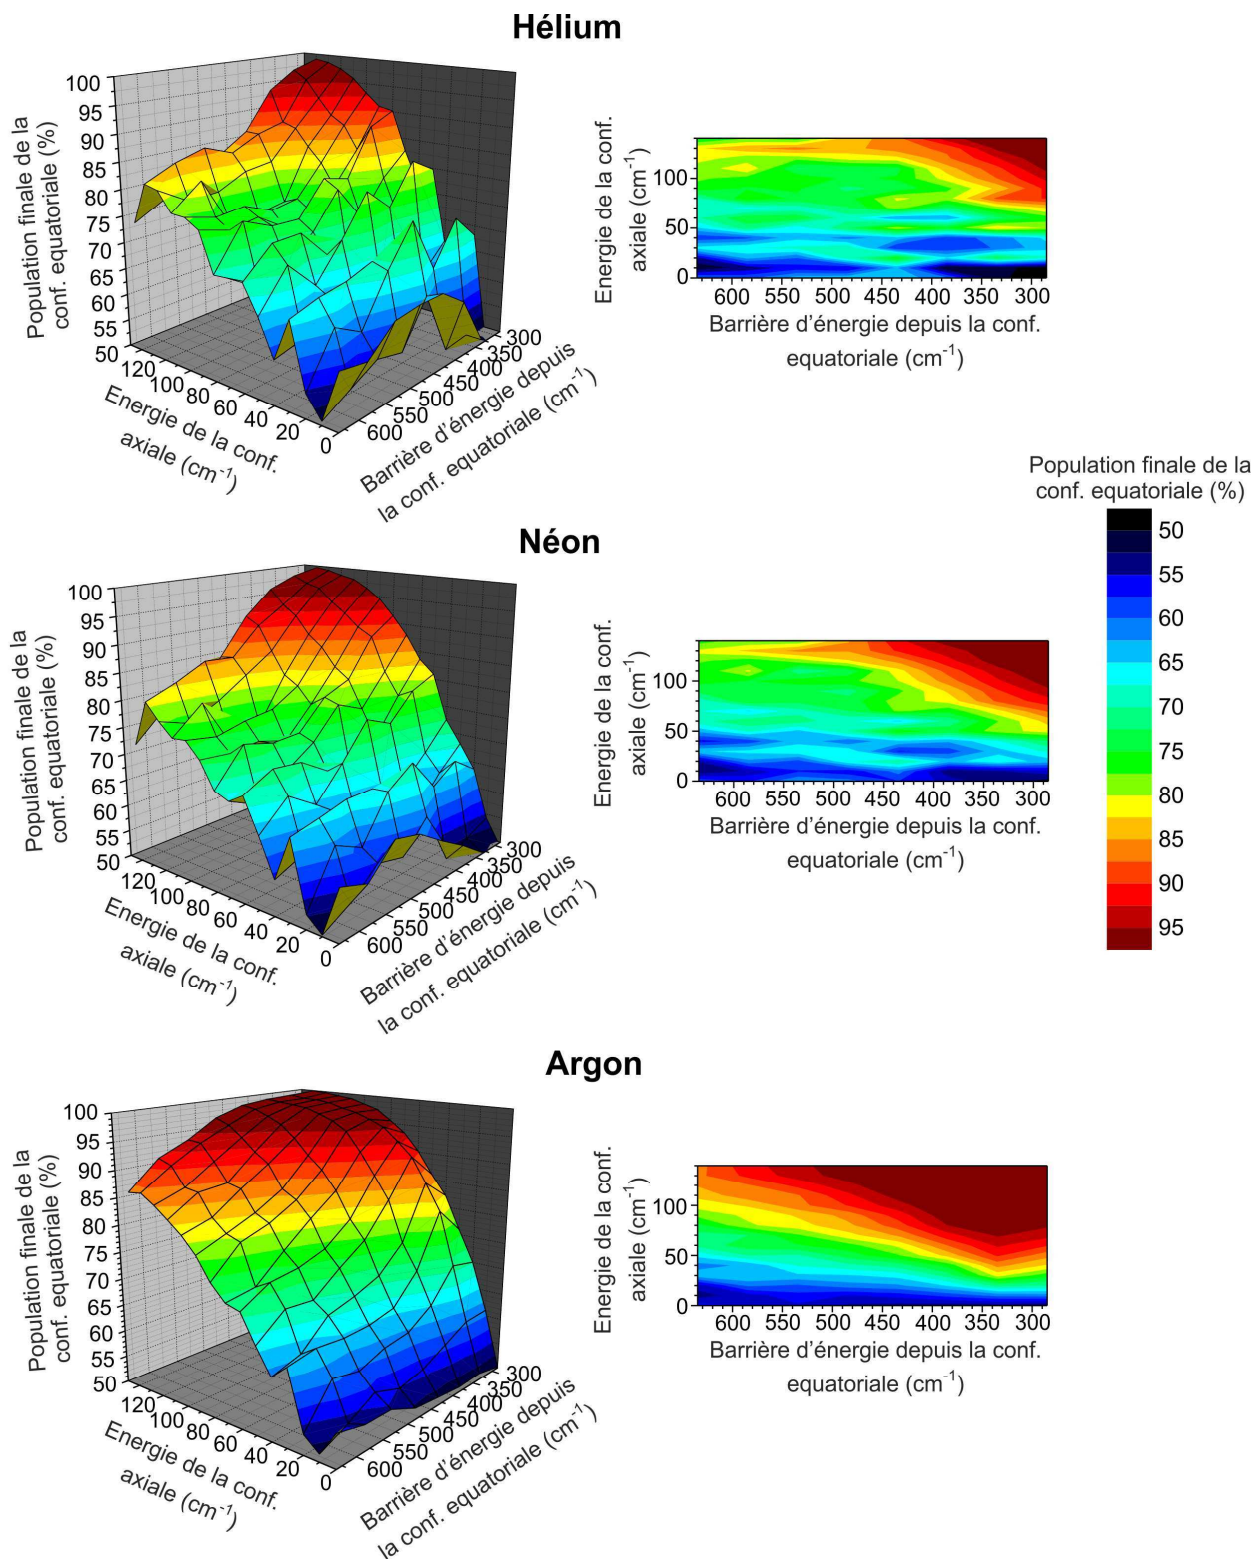 Hélium
Population finale de la
conf. equatoriale (%)
100
95
90
85
80
75
70
65
60
55
50
120
100
80
60
40
20
0
Energie de la conf.
axiale (cm-1)
600
550
500
450
400
350
300
Barrière d'énergie depuis
la conf. equatoriale (cm-1)
Energie de la conf.
axiale (cm-1)
100
50
0
600 550 500 450 400 350 300
Barrière d'énergie depuis la conf.
equatoriale (cm-1)
Population finale de la
conf. equatoriale (%)
50
55
60
65
70
75
80
85
90
95
Néon
Population finale de la
conf. equatoriale (%)
100
95
90
85
80
75
70
65
60
55
50
120
100
80
60
40
20
0
Energie de la conf.
axiale (cm-1)
600
550
500
450
400
350
300
Barrière d'énergie depuis
la conf. equatoriale (cm-1)
Energie de la conf.
axiale (cm-1)
100
50
0
600 550 500 450 400 350 300
Barrière d'énergie depuis la conf.
equatoriale (cm-1)
Argon
Population finale de la
conf. equatoriale (%)
100
95
90
85
80
75
70
65
60
55
50
120
100
80
60
40
20
0
Energie de la conf.
axiale (cm-1)
600
550
500
450
400
350
300
Barrière d'énergie depuis
la conf. equatoriale (cm-1)
Energie de la conf.
axiale (cm-1)
100
50
0
600 550 500 450 400 350 300
Barrière d'énergie depuis la conf.
equatoriale (cm-1)